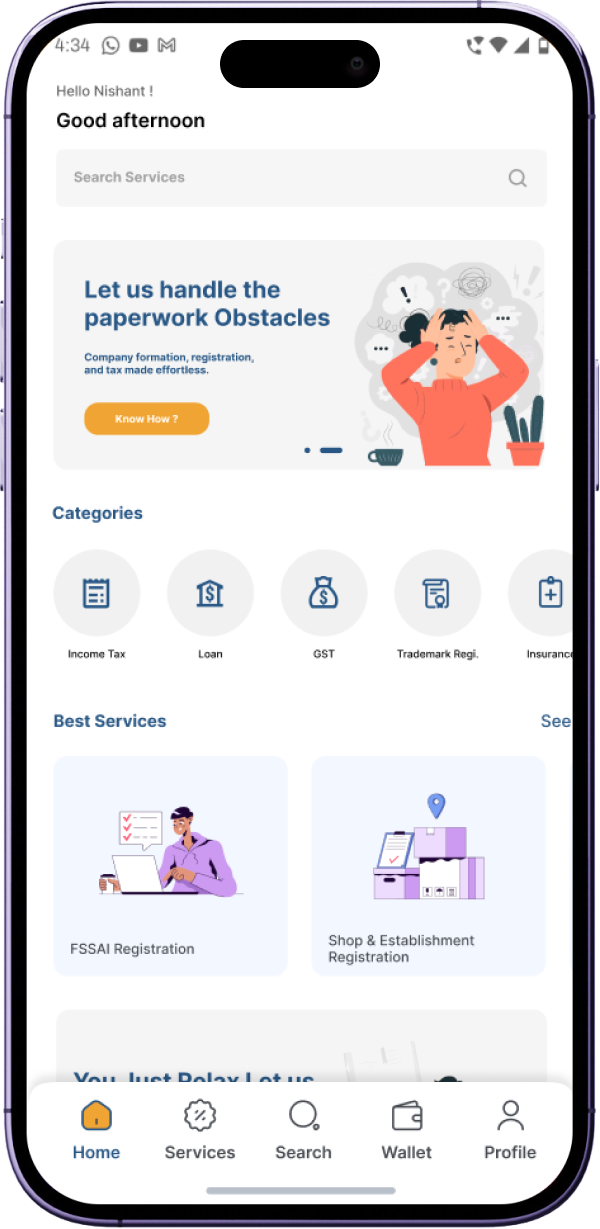 4:34
Hello Nishant !
Good afternoon
Search Services
Let us handle the
paperwork Obstacles
Company formation, registration,
and tax made effortless.
Know How ?
Categories
Income Tax
Loan
GST
Trademark Regi.
Insurance
Best Services
See
FSSAI Registration
Shop & Establishment
Registration
You Just Relax Let us
Home
Services
Search
Wallet
Profile